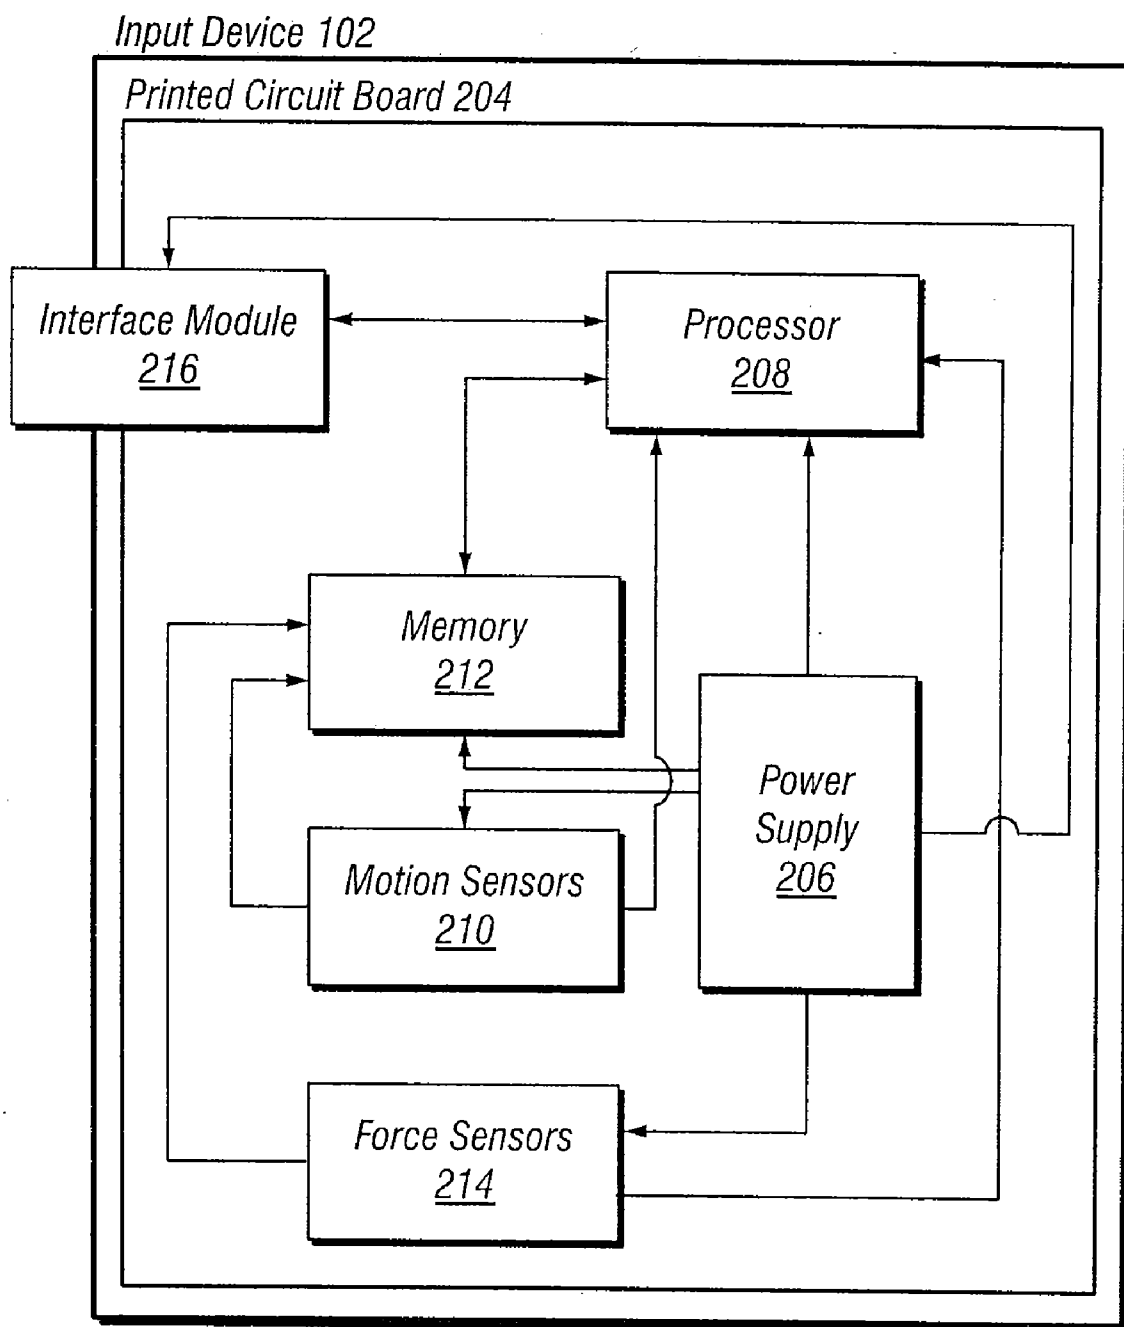 Input Device 102
Printed Circuit Board 204
Interface Module
216
Processor
208
Memory
212
Power
Supply
206
Motion Sensors
210
Force Sensors
214